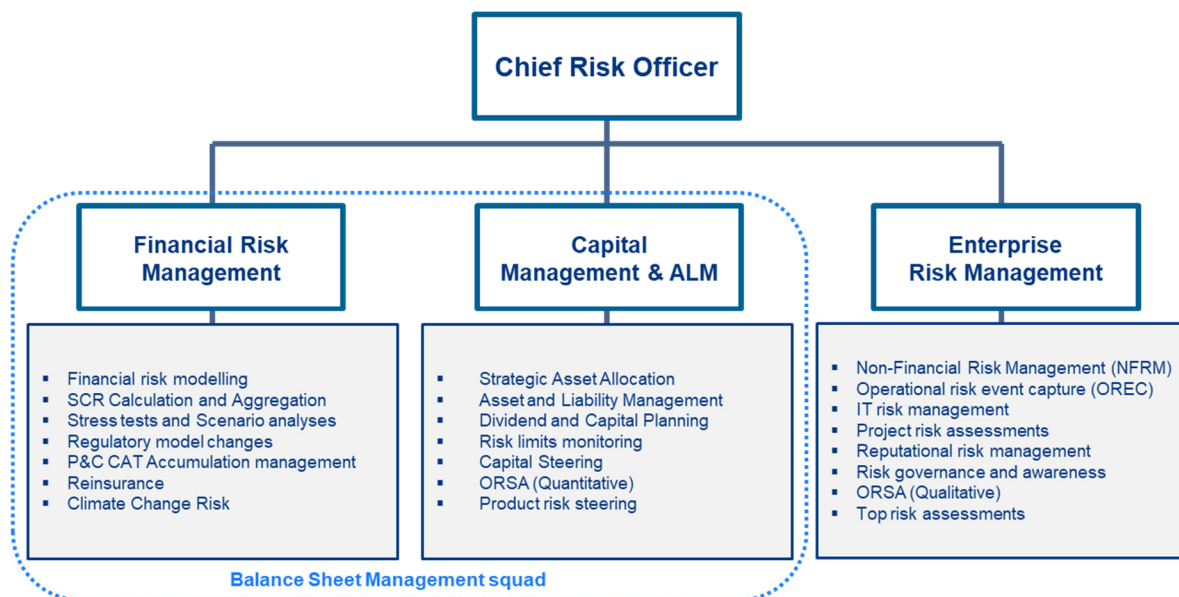 Chief Risk Officer
Financial Risk
Management
Capital
Management & ALM
Enterprise
Risk Management
▪ Financial risk modelling
▪ SCR Calculation and Aggregation
▪ Stress tests and Scenario analyses
▪ Regulatory model changes
▪ P&C CAT Accumulation management
▪ Reinsurance
▪ Climate Change Risk
▪ Strategic Asset Allocation
▪ Asset and Liability Management
▪ Dividend and Capital Planning
▪ Risk limits monitoring
▪ Capital Steering
▪ ORSA (Quantitative)
▪ Product risk steering
▪ Non-Financial Risk Management (NFRM)
▪ Operational risk event capture (OREC)
▪ IT risk management
▪ Project risk assessments
▪ Reputational risk management
▪ Risk governance and awareness
▪ ORSA (Qualitative)
▪ Top risk assessments
Balance Sheet Management squad